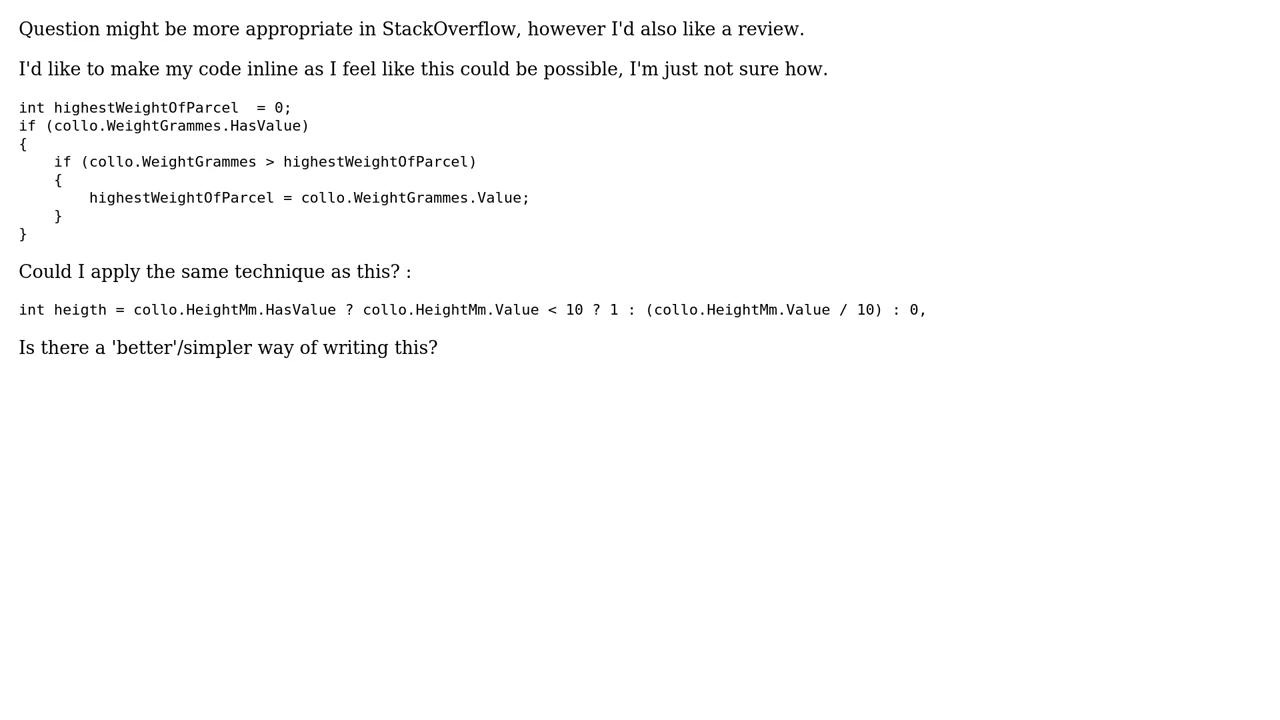 Question might be more appropriate in StackOverflow, however I'd also like a review.
I'd like to make my code inline as I feel like this could be possible, I'm just not sure how.
int highestWeightOfParcel  = 0;
if (collo.WeightGrammes.HasValue)
{
    if (collo.WeightGrammes > highestWeightOfParcel)
    {
        highestWeightOfParcel = collo.WeightGrammes.Value;
    }
}
Could I apply the same technique as this? :
int heigth = collo.HeightMm.HasValue ? collo.HeightMm.Value < 10 ? 1 : (collo.HeightMm.Value / 10) : 0,
Is there a 'better'/simpler way of writing this?